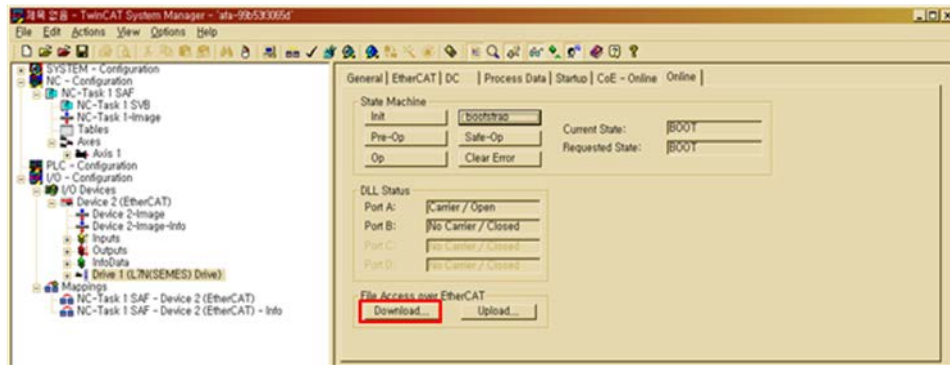 제목 없음 - TwinCAT System Manager - 'afa-99b53f3065d'
File Edit Actions View Options Help
SYSTEM - Configuration
NC - Configuration
NC-Task 1 SAF
NC-Task 1 SVB
NC-Task 1-Image
Tables
Axes
Axis 1
PLC - Configuration
I/O - Configuration
I/O Devices
Device 2 (EtherCAT)
Device 2-Image
Device 2-Image-Info
Inputs
Outputs
InfoData
Drive 1 (L7N(SEMES) Drive)
Mappings
NC-Task 1 SAF - Device 2 (EtherCAT)
NC-Task 1 SAF - Device 2 (EtherCAT) - Info
General EtherCAT DC Process Data Startup CoE - Online Online
State Machine
Init bootstrap
Pre-Op Safe-Op Current State: BOOT
Op Clear Error Requested State: BOOT
DLL Status
Port A: Carrier / Open
Port B: No Carrier / Closed
Port C: No Carrier / Closed
Port D: No Carrier / Closed
File Access over EtherCAT
Download... Upload...